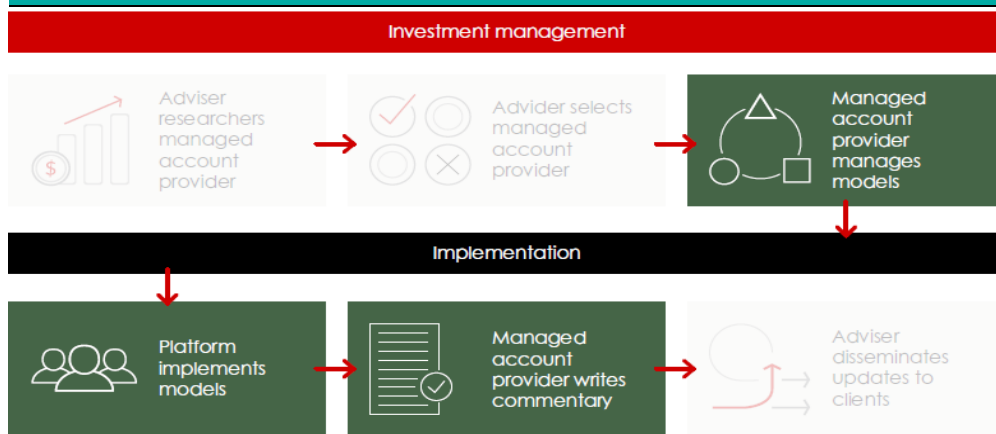 Investment management
Adviser
researchers
managed
account
provider
$
Advider selects
managed
account
provider
Managed
account
provider
manages
models
Implementation
Platform
implements
models
Managed
account
provider writes
commentary
Adviser
disseminates
updates to
clients